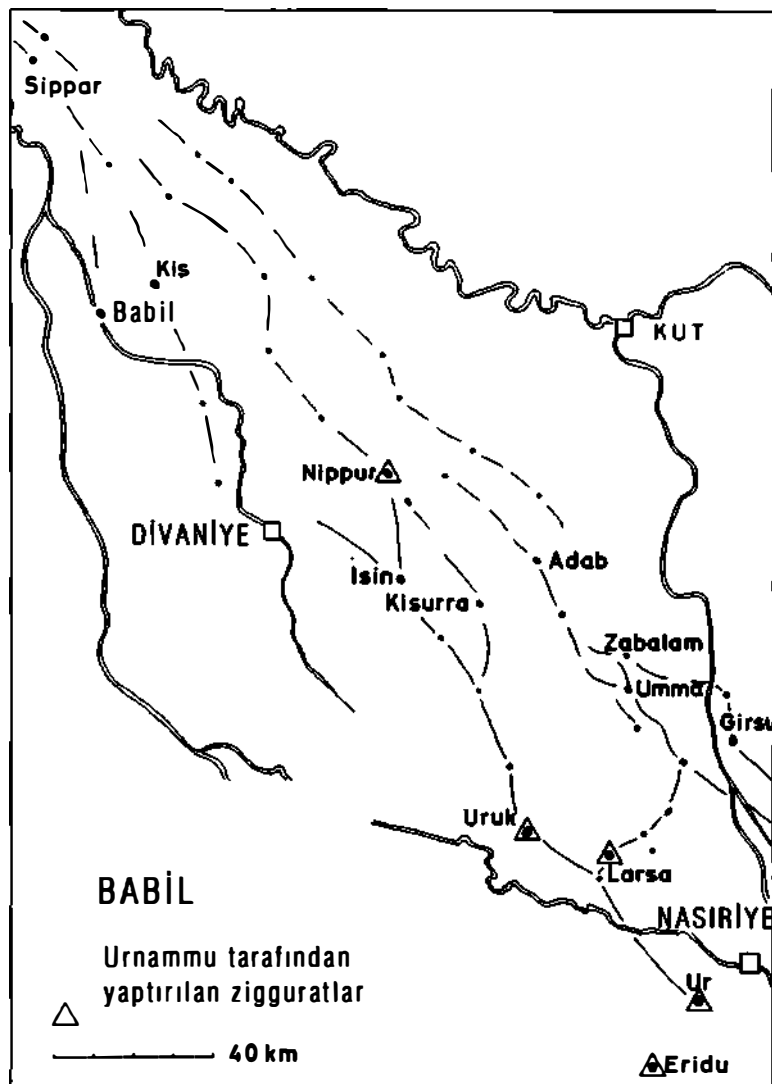 Sippar
Kiş
Babil
KUT
Nippur
DİVANİYE
Adab
İsin
Kisurra
Zabalam
Umma
Girsu
Uruk
Larsa
BABİL
NASIRİYE
Urnammu tarafından
yaptırılan zigguratlar
Ur
40 km
Eridu